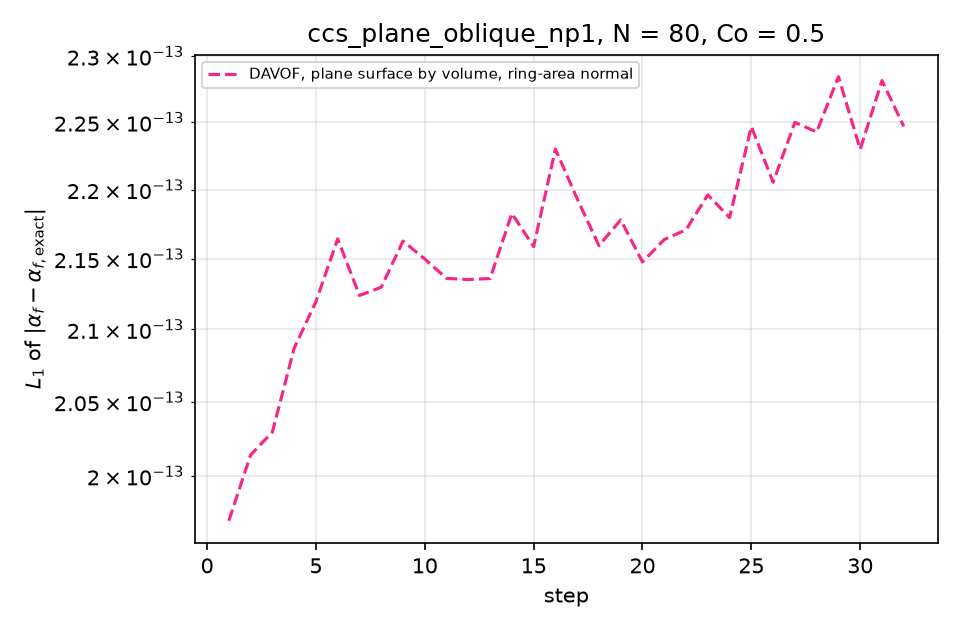 ccs_plane_oblique_np1, N = 80, Co = 0.5
DAVOF, plane surface by volume, ring-area normal
2.3 × 10⁻¹³
2.25 × 10⁻¹³
2.2 × 10⁻¹³
2.15 × 10⁻¹³
2.1 × 10⁻¹³
2.05 × 10⁻¹³
2 × 10⁻¹³
L₁ of |α_f − α_{f, exact}|
0 5 10 15 20 25 30
step